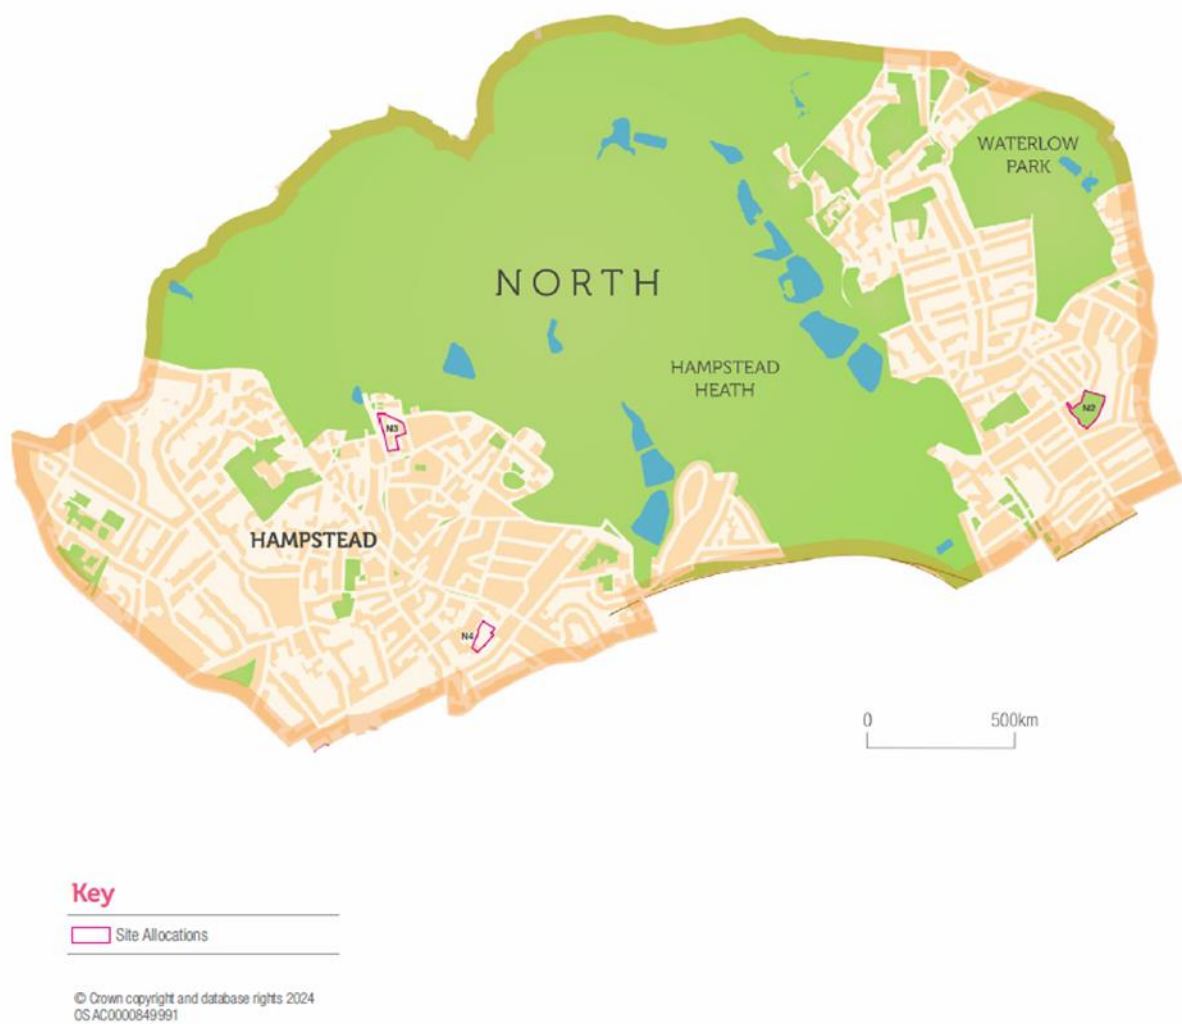 WATERLOW
PARK
NORTH
HAMPSTEAD
HEATH
N2
N3
HAMPSTEAD
N4
0 500km
Key
Site Allocations
© Crown copyright and database rights 2024
OS AC0000849991